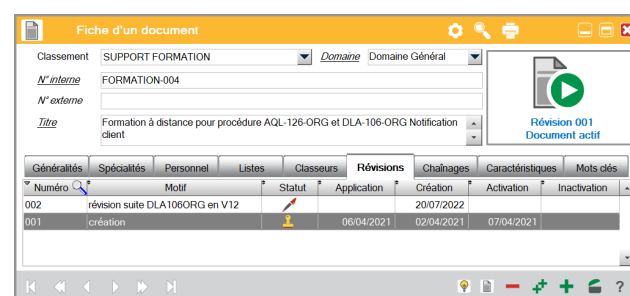 Fiche d'un document
Classement SUPPORT FORMATION Domaine Domaine Général
N° interne FORMATION-004
N° externe
Titre Formation à distance pour procédure AQL-126-ORG et DLA-106-ORG Notification
client
Révision 001
Document actif
Généralités Spécialités Personnel Listes Classeurs Révisions Chaînages Caractéristiques Mots clés
Numéro Motif Statut Application Création Activation Inactivation
002 révision suite DLA106ORG en V12 20/07/2022
001 création 06/04/2021 02/04/2021 07/04/2021
?